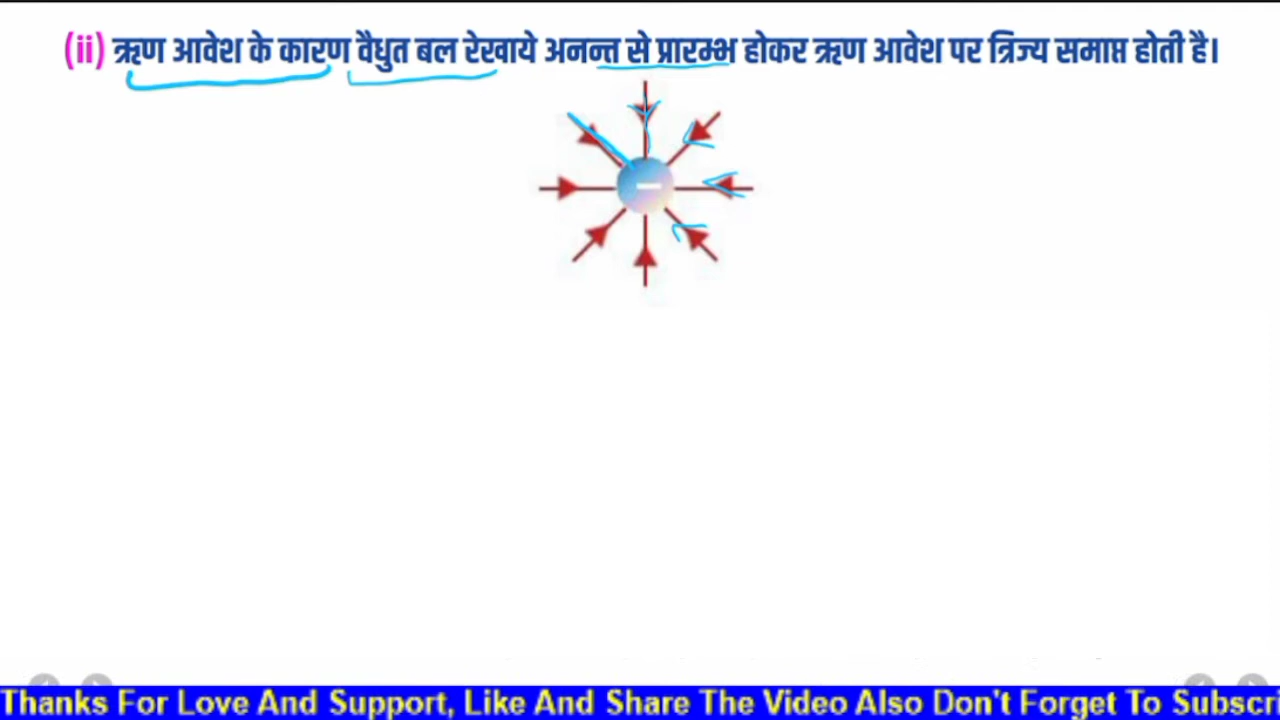 (ii) ऋण आवेश के कारण वैधुत बल रेखाये अनन्त से प्रारम्भ होकर ऋण आवेश पर त्रिज्य समाप्त होती है।
−
Thanks For Love And Support, Like And Share The Video Also Don't Forget To Subscri